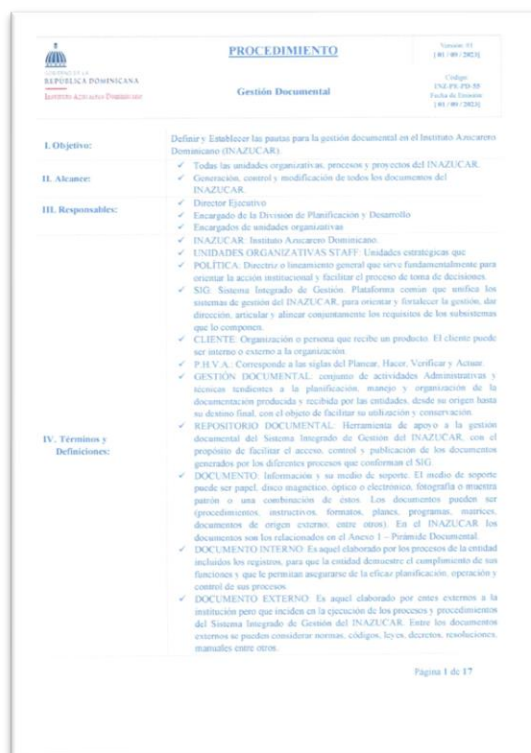 GOBIERNO DE LA
REPÚBLICA DOMINICANA
Instituto Azucarero Dominicano
PROCEDIMIENTO
Gestión Documental
Versión: 01
[ 01 / 09 / 2023]
Código
Fecha de Emisión
[ 01 / 09 / 2023]
I. Objetivo:
Definir y Establecer las pautas para la gestión documental en el Instituto Azucarero
Dominicano (INAZUCAR).
II. Alcance:
✓ Todas las unidades organizativas, procesos y proyectos del INAZUCAR.
✓ Generación, control y modificación de todos los documentos del
INAZUCAR.
III. Responsables:
✓ Director Ejecutivo
✓ Encargado de la División de Planificación y Desarrollo
✓ Encargados de unidades organizativas
IV. Términos y
Definiciones:
✓ INAZUCAR: Instituto Azucarero Dominicano.
✓ UNIDADES ORGANIZATIVAS STAFF: Unidades estratégicas que
✓ POLÍTICA: Directriz o lineamiento general que sirve fundamentalmente para
orientar la acción institucional y facilitar el proceso de toma de decisiones.
✓ SIG: Sistema Integrado de Gestión. Plataforma común que unifica los
sistemas de gestión del INAZUCAR, para orientar y fortalecer la gestión, dar
dirección, articular y alinear conjuntamente los requisitos de los subsistemas
que lo componen.
✓ CLIENTE: Organización o persona que recibe un producto. El cliente puede
ser interno o externo a la organización.
✓ P.H.V.A.: Corresponde a las siglas del Planear, Hacer, Verificar y Actuar.
✓ GESTIÓN DOCUMENTAL: conjunto de actividades Administrativas y
técnicas tendientes a la planificación, manejo y organización de la
documentación producida y recibida por las entidades, desde su origen hasta
su destino final, con el objeto de facilitar su utilización y conservación.
✓ REPOSITORIO DOCUMENTAL: Herramienta de apoyo a la gestión
documental del Sistema Integrado de Gestión del INAZUCAR, con el
propósito de facilitar el acceso, control y publicación de los documentos
generados por los diferentes procesos que conforman el SIG.
✓ DOCUMENTO: Información y su medio de soporte. El medio de soporte
puede ser papel, disco magnético, óptico o electrónico, fotografía o muestra
patrón o una combinación de éstos. Los documentos pueden ser
(procedimientos, instructivos, formatos, planes, programas, matrices,
documentos de origen externo, entre otros). En el INAZUCAR los
documentos son los relacionados en el Anexo 1 – Pirámide Documental.
✓ DOCUMENTO INTERNO: Es aquel elaborado por los procesos de la entidad
incluidos los registros, para que la entidad demuestre el cumplimiento de sus
funciones y que le permitan asegurarse de la eficaz planificación, operación y
control de sus procesos.
✓ DOCUMENTO EXTERNO: Es aquel elaborado por entes externos a la
institución pero que inciden en la ejecución de los procesos y procedimientos
del Sistema Integrado de Gestión del INAZUCAR. Entre los documentos
externos se pueden considerar normas, códigos, leyes, decretos, resoluciones,
manuales entre otros.
Página 1 de 17